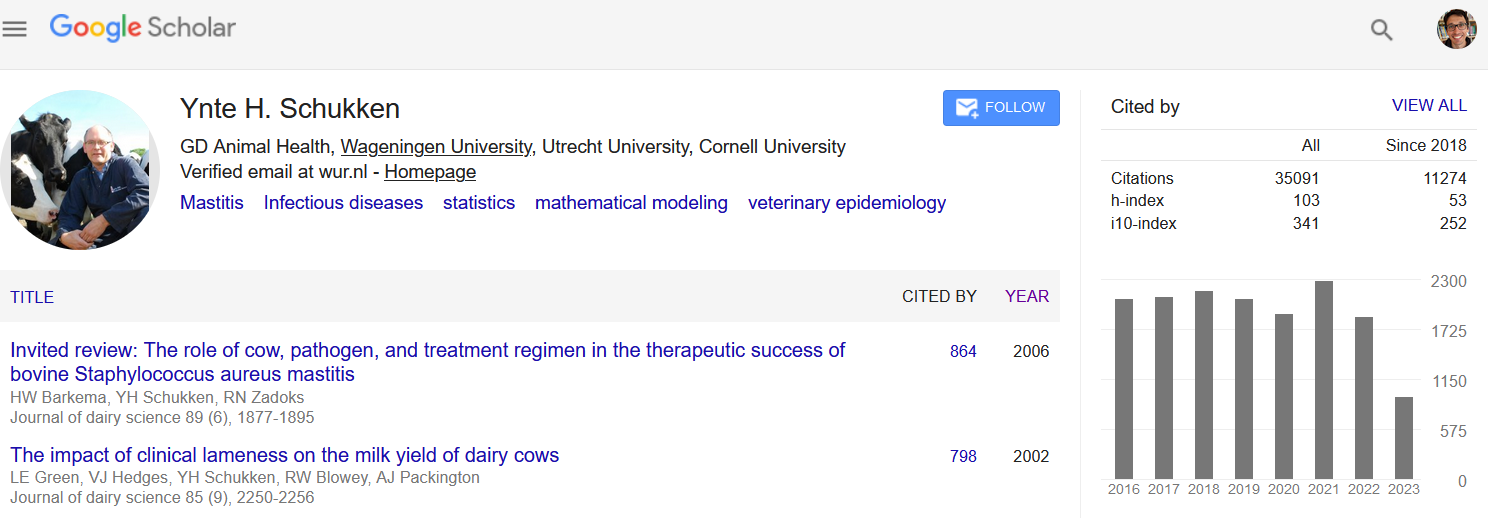 Google Scholar
Ynte H. Schukken
FOLLOW
GD Animal Health, Wageningen University, Utrecht University, Cornell University
Verified email at wur.nl - Homepage
Mastitis Infectious diseases statistics mathematical modeling veterinary epidemiology
TITLE CITED BY YEAR
Invited review: The role of cow, pathogen, and treatment regimen in the therapeutic success of 864 2006
bovine Staphylococcus aureus mastitis
HW Barkema, YH Schukken, RN Zadoks
Journal of dairy science 89 (6), 1877-1895
The impact of clinical lameness on the milk yield of dairy cows 798 2002
LE Green, VJ Hedges, YH Schukken, RW Blowey, AJ Packington
Journal of dairy science 85 (9), 2250-2256
Cited by VIEW ALL
All Since 2018
Citations 35091 11274
h-index 103 53
i10-index 341 252
2300
1725
1150
575
0
2016 2017 2018 2019 2020 2021 2022 2023